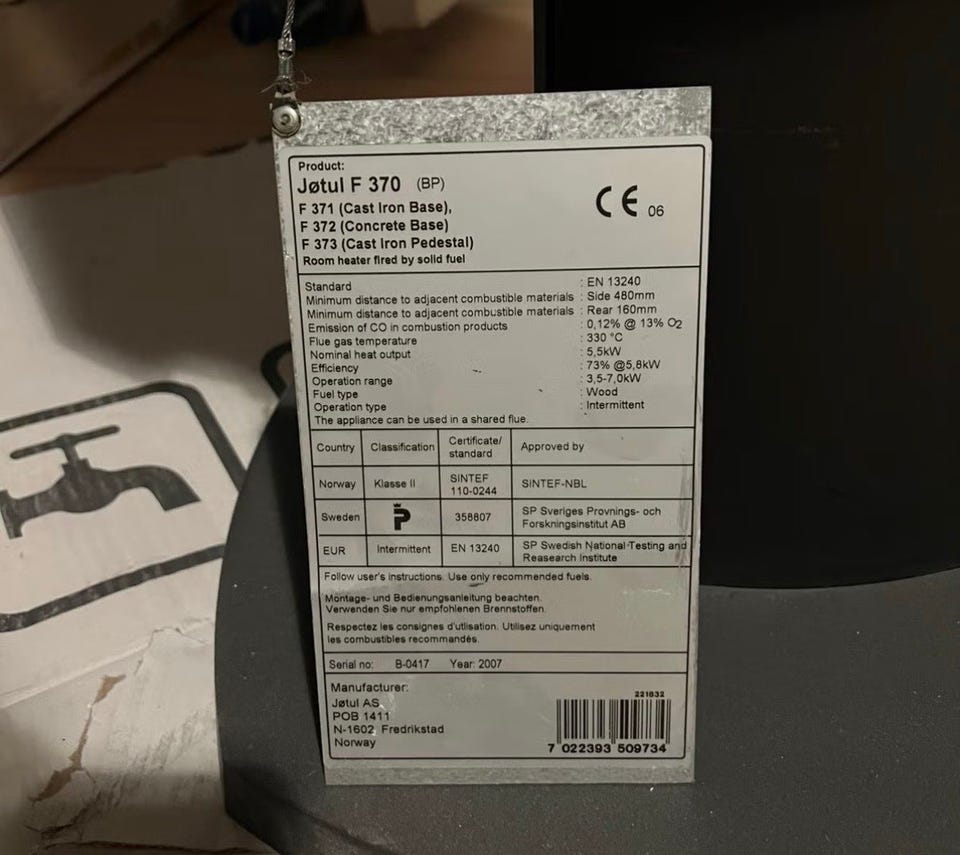 Product:
Jøtul F 370 (BP)
F 371 (Cast Iron Base),
F 372 (Concrete Base)
F 373 (Cast Iron Pedestal)
Room heater fired by solid fuel
CE 06
Standard : EN 13240
Minimum distance to adjacent combustible materials : Side 480mm
Minimum distance to adjacent combustible materials : Rear 160mm
Emission of CO in combustion products : 0,12% @ 13% O2
Flue gas temperature : 330 °C
Nominal heat output : 5,5kW
Efficiency : 73% @5,8kW
Operation range : 3,5-7,0kW
Fuel type : Wood
Operation type : Intermittent
The appliance can be used in a shared flue.
Country Classification Certificate/ standard Approved by
Norway Klasse II SINTEF 110-0244 SINTEF-NBL
Sweden P 358807 SP Sveriges Provnings- och Forskningsinstitut AB
EUR Intermittent EN 13240 SP Swedish National Testing and Reasearch Institute
Follow user's instructions. Use only recommended fuels.
Montage- und Bedienungsanleitung beachten.
Verwenden Sie nur empfohlenen Brennstoffen.
Respectez les consignes d'utlisation. Utilisez uniquement
les combustibles recommandés.
Serial no: B-0417 Year: 2007
Manufacturer:
Jøtul AS
POB 1411
N-1602 Fredrikstad
Norway
221832
7 022393 509734